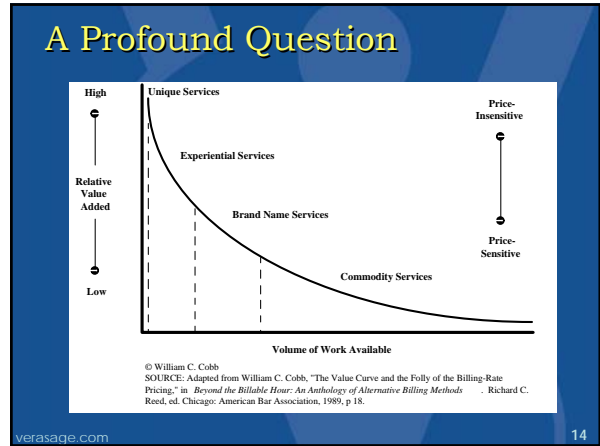 A Profound Question
High
Unique Services
Price-
Insensitive
Experiential Services
Relative
Value
Added
Brand Name Services
Price-
Sensitive
Commodity Services
Low
Volume of Work Available
© William C. Cobb
SOURCE: Adapted from William C. Cobb, "The Value Curve and the Folly of the Billing-Rate
Pricing," in Beyond the Billable Hour: An Anthology of Alternative Billing Methods . Richard C.
Reed, ed. Chicago: American Bar Association, 1989, p 18.
verasage.com
14